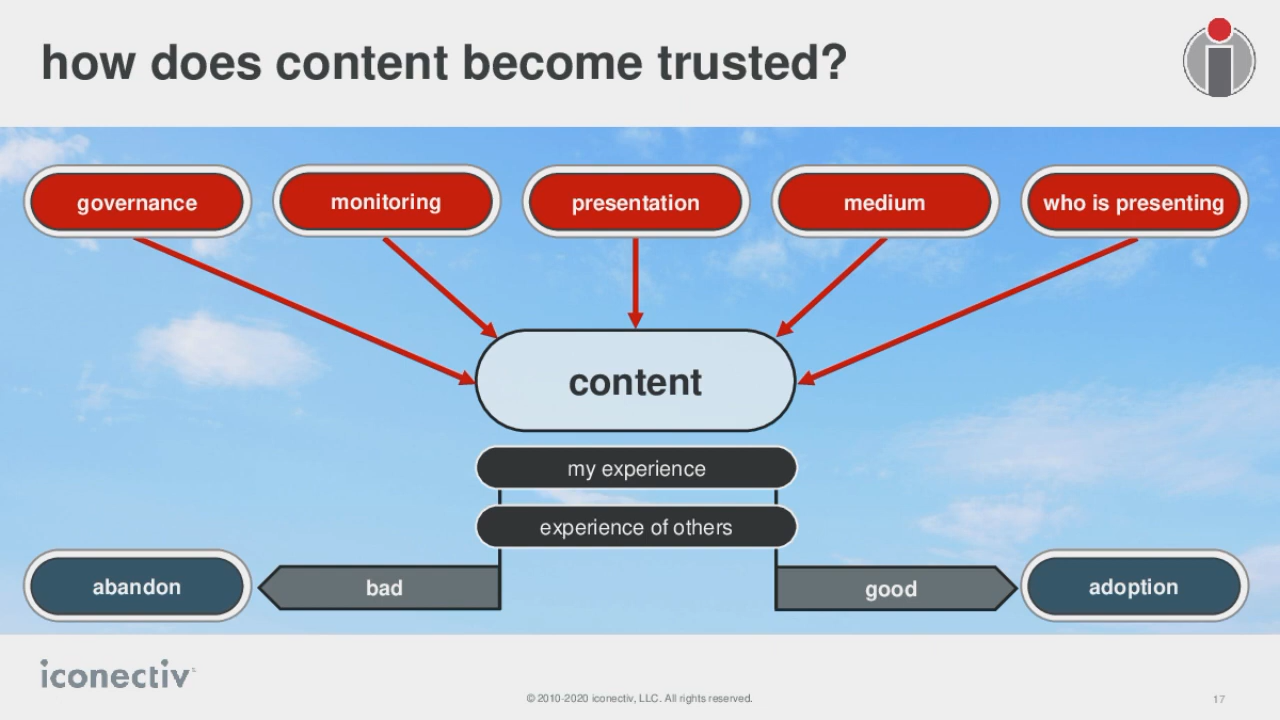 how does content become trusted?
governance
monitoring
presentation
medium
who is presenting
content
my experience
experience of others
abandon
bad
good
adoption
iconectiv
© 2010-2020 iconectiv, LLC. All rights reserved.
17